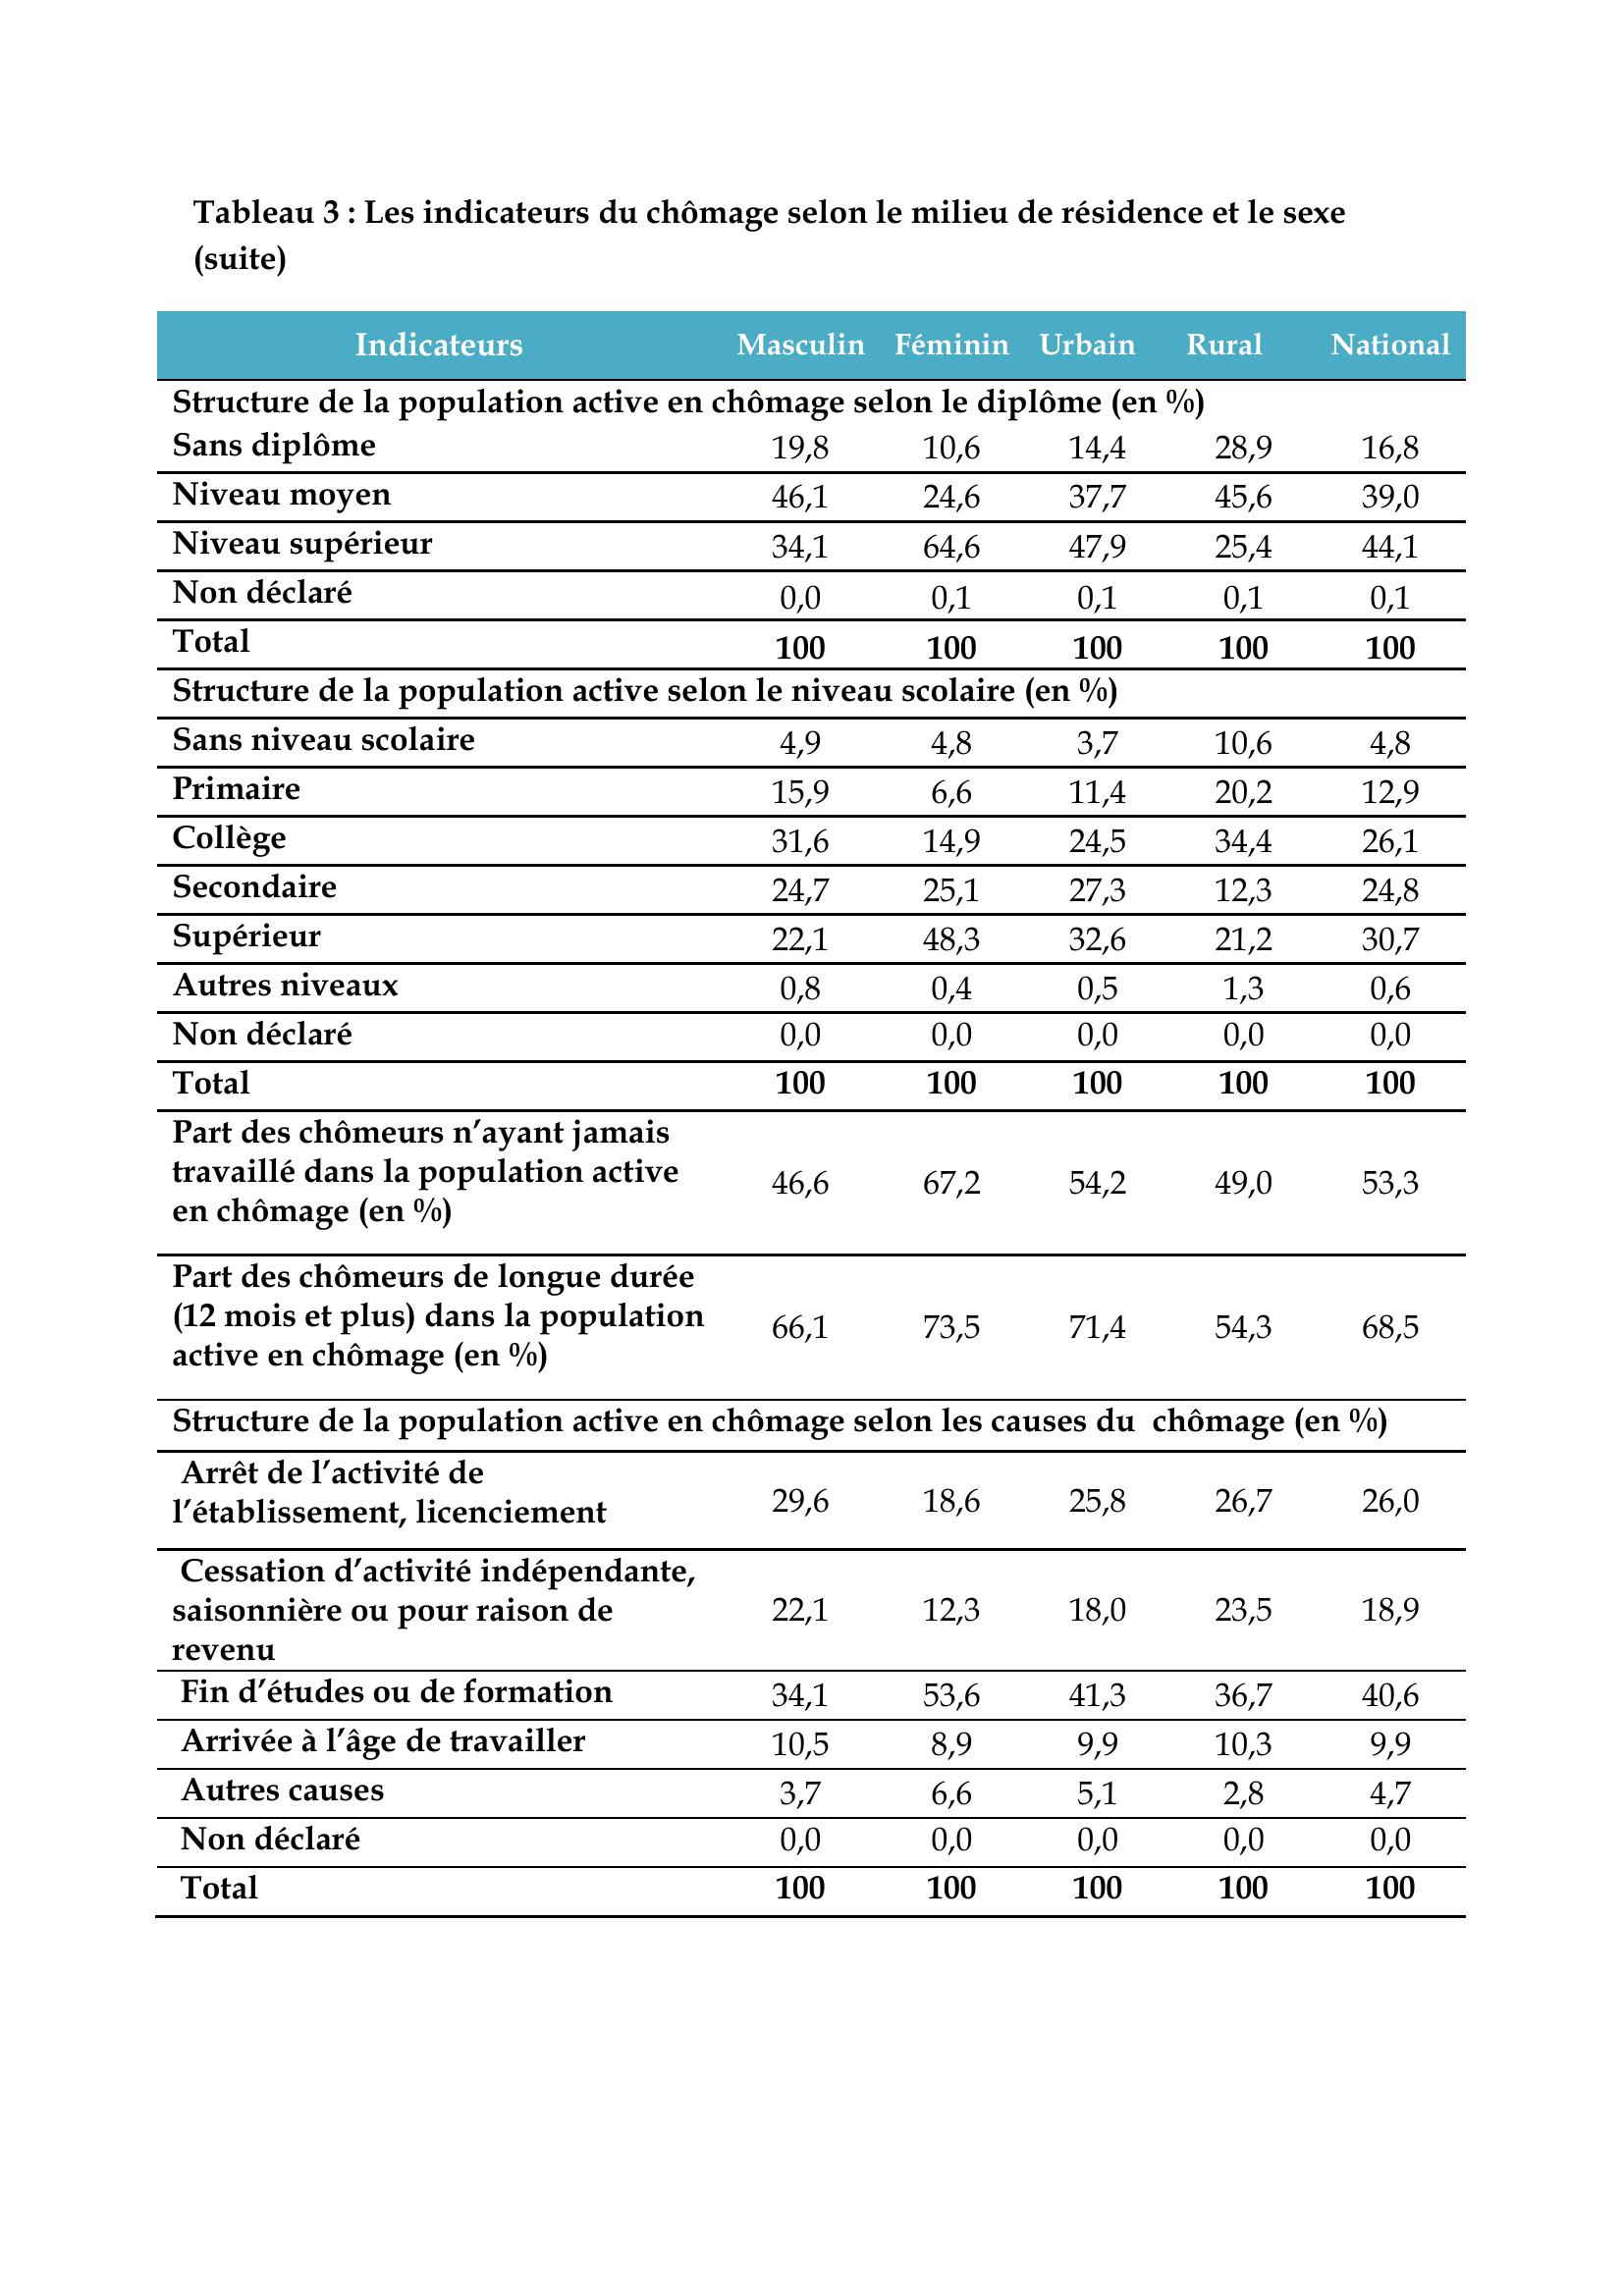 Tableau 3 : Les indicateurs du chômage selon le milieu de résidence et le sexe
(suite)
Indicateurs Masculin Féminin Urbain Rural National
Structure de la population active en chômage selon le diplôme (en %)
Sans diplôme 19,8 10,6 14,4 28,9 16,8
Niveau moyen 46,1 24,6 37,7 45,6 39,0
Niveau supérieur 34,1 64,6 47,9 25,4 44,1
Non déclaré 0,0 0,1 0,1 0,1 0,1
Total 100 100 100 100 100
Structure de la population active selon le niveau scolaire (en %)
Sans niveau scolaire 4,9 4,8 3,7 10,6 4,8
Primaire 15,9 6,6 11,4 20,2 12,9
Collège 31,6 14,9 24,5 34,4 26,1
Secondaire 24,7 25,1 27,3 12,3 24,8
Supérieur 22,1 48,3 32,6 21,2 30,7
Autres niveaux 0,8 0,4 0,5 1,3 0,6
Non déclaré 0,0 0,0 0,0 0,0 0,0
Total 100 100 100 100 100
Part des chômeurs n’ayant jamais
travaillé dans la population active 46,6 67,2 54,2 49,0 53,3
en chômage (en %)
Part des chômeurs de longue durée
(12 mois et plus) dans la population 66,1 73,5 71,4 54,3 68,5
active en chômage (en %)
Structure de la population active en chômage selon les causes du chômage (en %)
Arrêt de l’activité de
l’établissement, licenciement 29,6 18,6 25,8 26,7 26,0
Cessation d’activité indépendante,
saisonnière ou pour raison de 22,1 12,3 18,0 23,5 18,9
revenu
Fin d’études ou de formation 34,1 53,6 41,3 36,7 40,6
Arrivée à l’âge de travailler 10,5 8,9 9,9 10,3 9,9
Autres causes 3,7 6,6 5,1 2,8 4,7
Non déclaré 0,0 0,0 0,0 0,0 0,0
Total 100 100 100 100 100